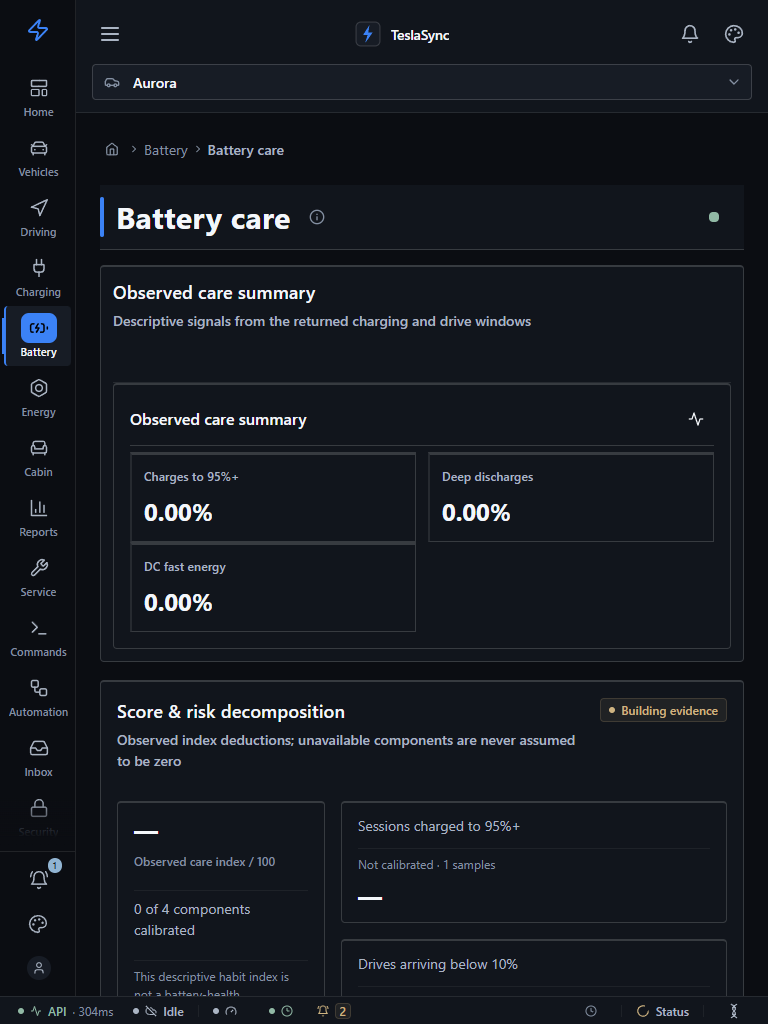 TeslaSync
Aurora
Home
Vehicles
Driving
Charging
Battery
Energy
Cabin
Reports
Service
Commands
Automation
Inbox
Security
1
Battery > Battery care
Battery care
Observed care summary
Descriptive signals from the returned charging and drive windows
Observed care summary
Charges to 95%+
0.00%
Deep discharges
0.00%
DC fast energy
0.00%
Score & risk decomposition
Building evidence
Observed index deductions; unavailable components are never assumed
to be zero
—
Observed care index / 100
0 of 4 components
calibrated
This descriptive habit index is
not a battery-health
Sessions charged to 95%+
Not calibrated · 1 samples
—
Drives arriving below 10%
API · 304ms
Idle
2
Status